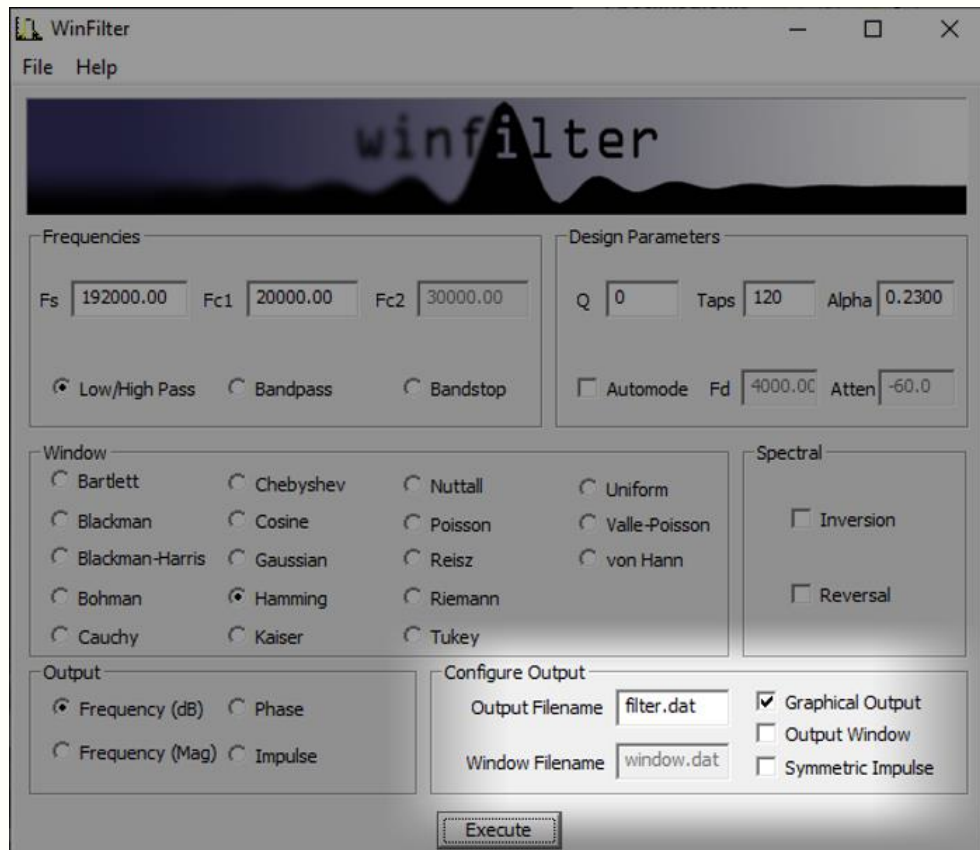 WinFilter
File Help
winfilter
Frequencies
Fs 192000.00 Fc1 20000.00 Fc2 30000.00
Low/High Pass Bandpass Bandstop
Design Parameters
Q 0 Taps 120 Alpha 0.2300
Automode Fd 4000.00 Atten -60.0
Window
Bartlett Chebyshev Nuttall Uniform
Blackman Cosine Poisson Valle-Poisson
Blackman-Harris Gaussian Reisz von Hann
Bohman Hamming Riemann
Cauchy Kaiser Tukey
Spectral
Inversion
Reversal
Output
Frequency (dB) Phase
Frequency (Mag) Impulse
Configure Output
Output Filename filter.dat Graphical Output
Output Window
Window Filename window.dat
Symmetric Impulse
Execute